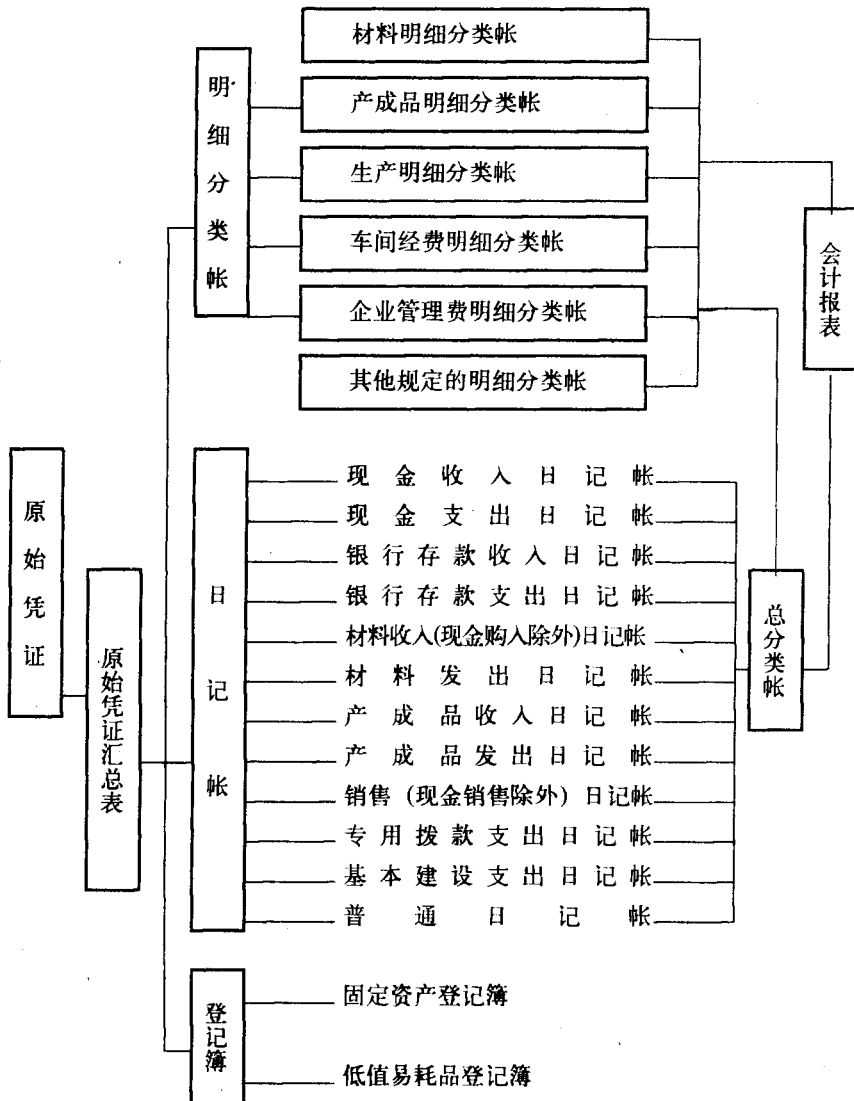 材料明细分类帐
明细分类帐
产成品明细分类帐
生产明细分类帐
车间经费明细分类帐
企业管理费明细分类帐
其他规定的明细分类帐
会计报表
原始凭证
原始凭证汇总表
日记帐
现金收入日记帐
现金支出日记帐
银行存款收入日记帐
银行存款支出日记帐
材料收入(现金购入除外)日记帐
材料发出日记帐
产成品收入日记帐
产成品发出日记帐
销售(现金销售除外)日记帐
专用拨款支出日记帐
基本建设支出日记帐
普通日记帐
总分类帐
登记簿
固定资产登记簿
低值易耗品登记簿